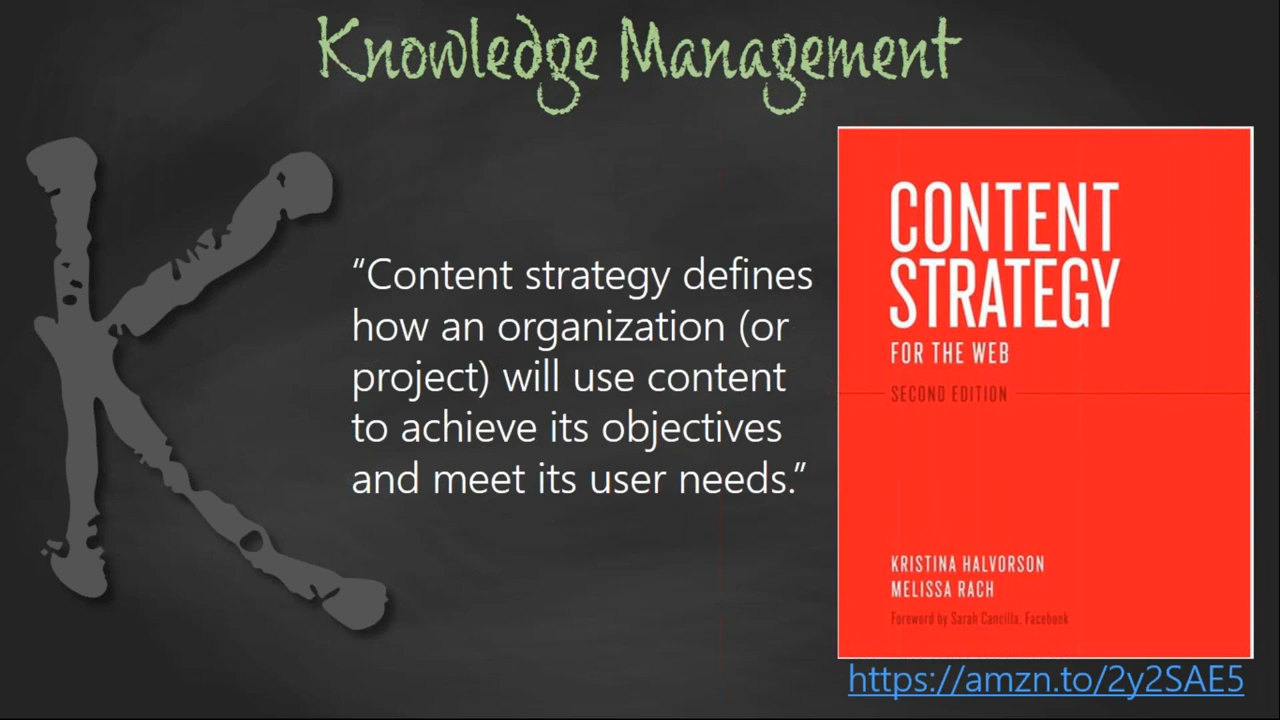 Knowledge Management
K
“Content strategy defines
how an organization (or
project) will use content
to achieve its objectives
and meet its user needs.”
CONTENT
STRATEGY
FOR THE WEB
SECOND EDITION
KRISTINA HALVORSON
MELISSA RACH
Foreword by Sarah Cancilla, Facebook
https://amzn.to/2y2SAE5